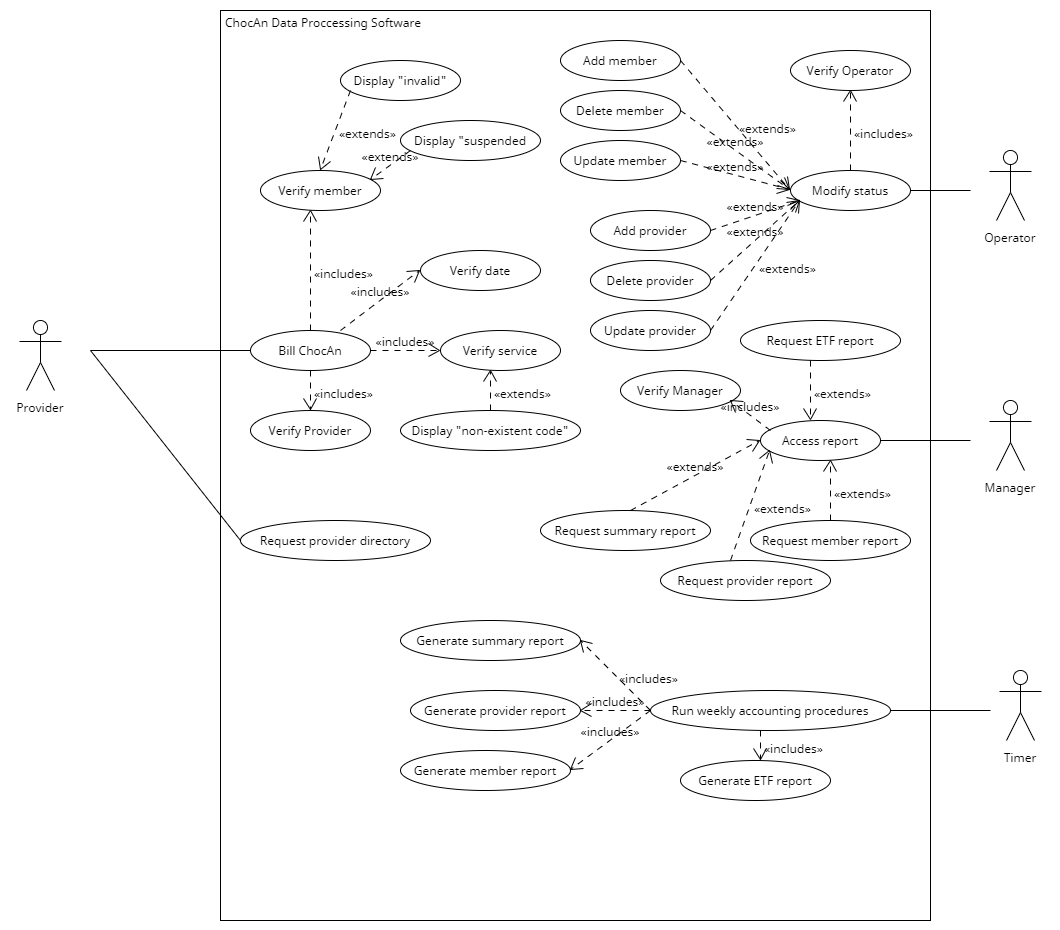 ChocAn Data Proccessing Software
Display "invalid"
«extends»
Display "suspended
«extends»
Verify member
«includes»
Verify date
«includes»
Bill ChocAn
«includes»
Verify service
«includes»
«extends»
Verify Provider
Display "non-existent code"
Provider
Request provider directory
Add member
Delete member
Update member
«extends»
«extends»
«extends»
Verify Operator
«includes»
Modify status
Operator
Add provider
Delete provider
Update provider
«extends»
«extends»
«extends»
Request ETF report
«extends»
Verify Manager
«includes»
Access report
Manager
«extends»
«extends»
«extends»
Request summary report
Request member report
Request provider report
Generate summary report
«includes»
Generate provider report
«includes»
Run weekly accounting procedures
«includes»
Generate member report
«includes»
Generate ETF report
Timer